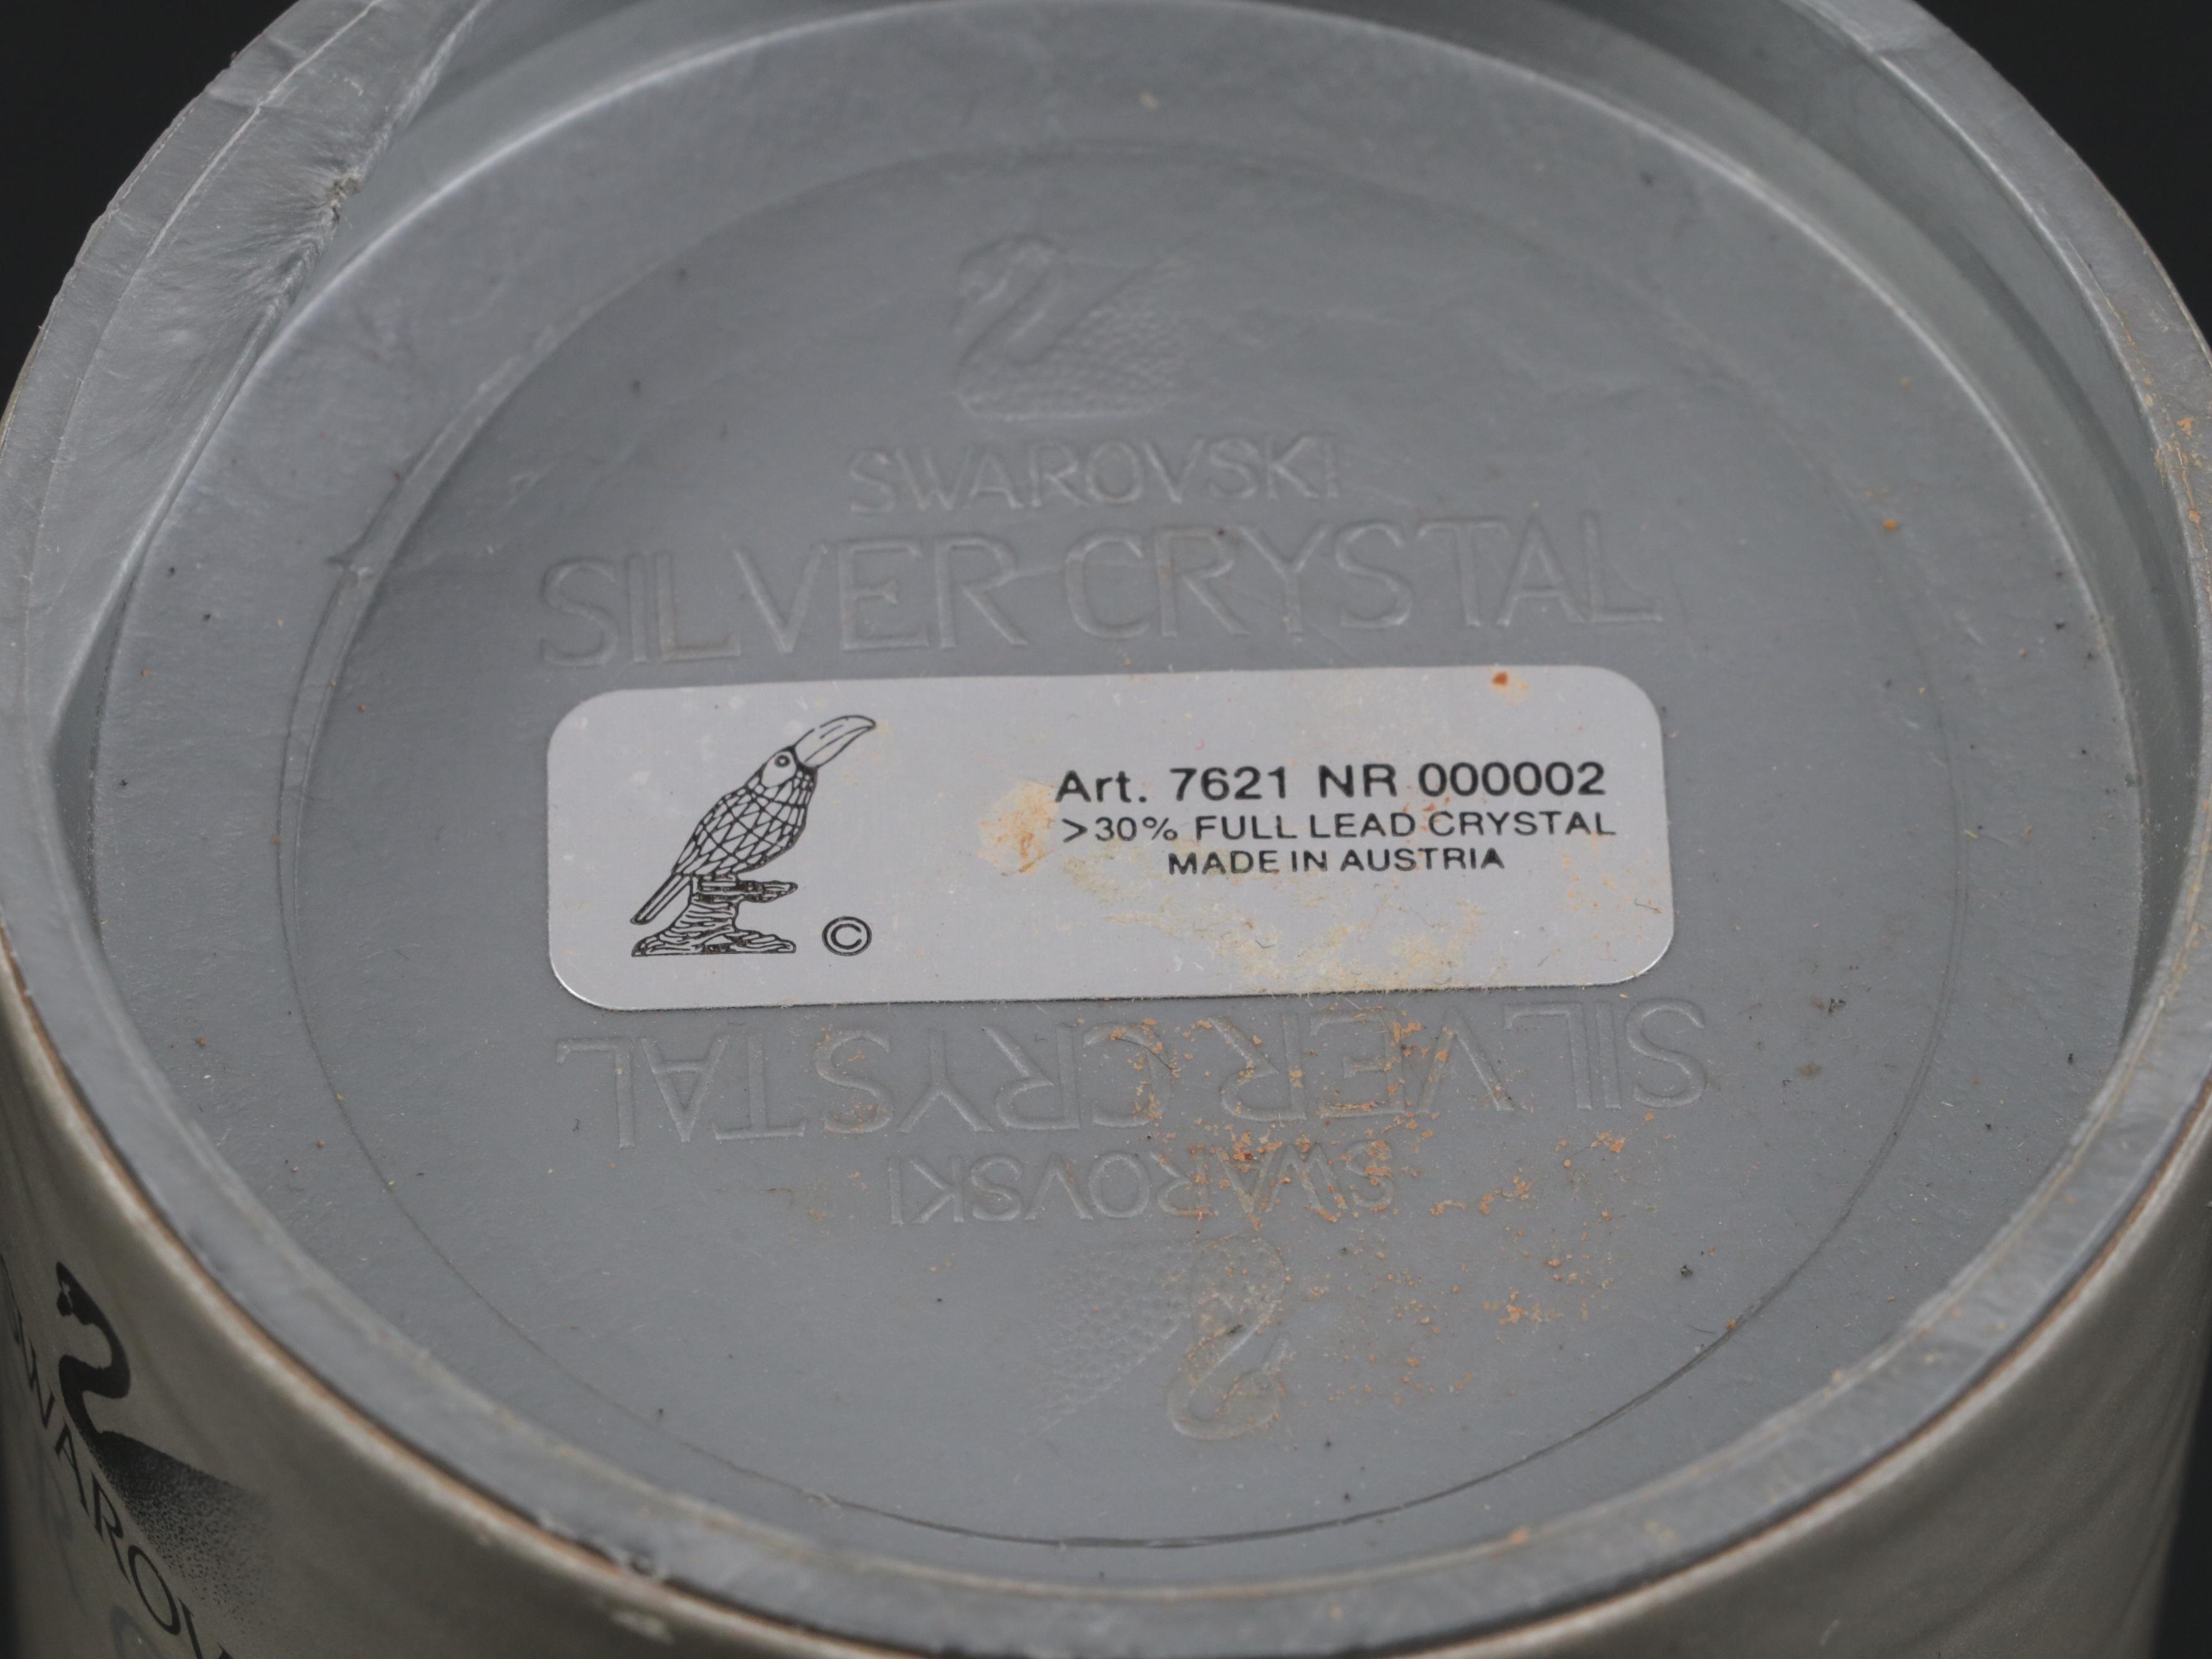 SWAROVSKI
SILVER CRYSTAL
Art. 7621 NR 000002
>30% FULL LEAD CRYSTAL
MADE IN AUSTRIA
©
SILVER CRYSTAL
SWAROVSKI